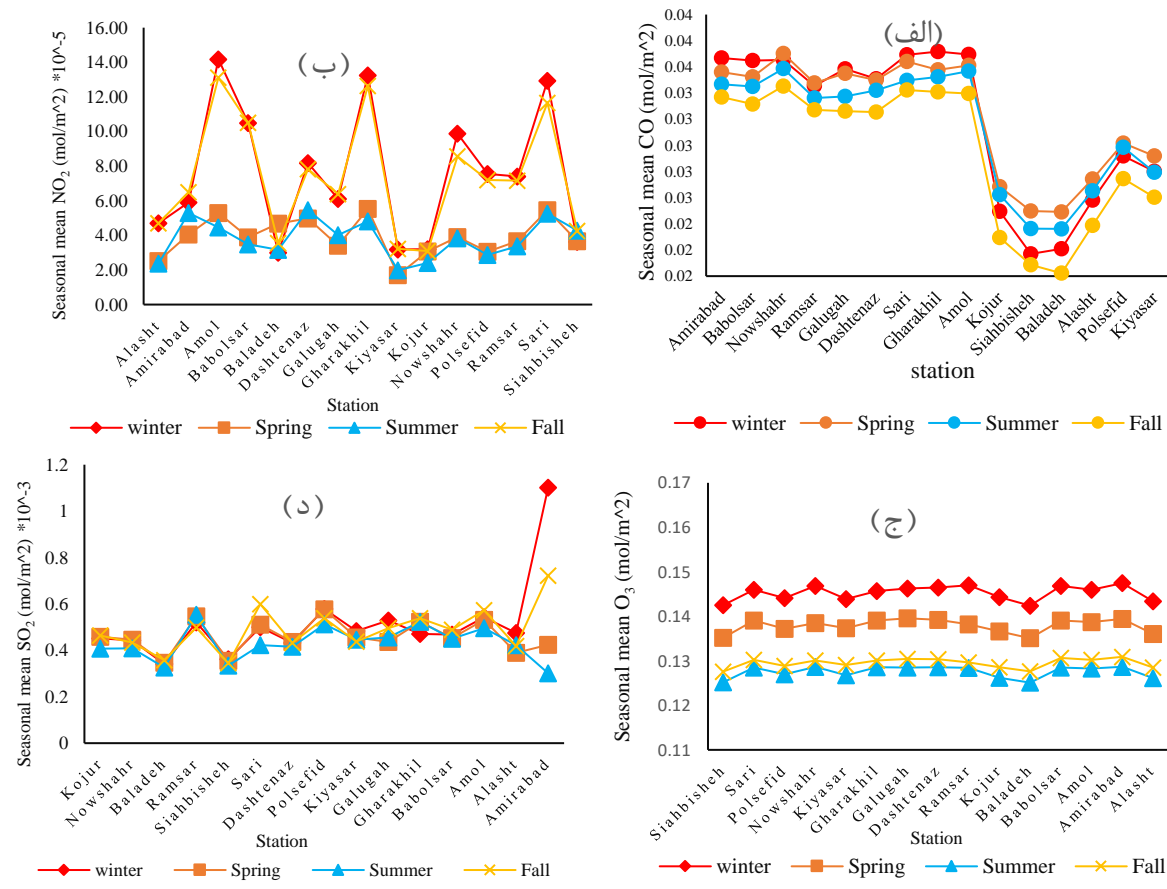 (ب)
Seasonal mean NO2 (mol/m^2) *10^-5
16.00
14.00
12.00
10.00
8.00
6.00
4.00
2.00
0.00
Alasht
Amirabad
Amol
Babolsar
Baladeh
Dashtenaz
Galugah
Gharakhil
Kiyasar
Kojur
Nowshahr
Polsefid
Ramsar
Sari
Siahbisheh
Station
winter Spring Summer Fall
(الف)
Seasonal mean CO (mol/m^2)
0.04
0.04
0.04
0.03
0.03
0.03
0.03
0.03
0.02
0.02
0.02
Amirabad
Babolsar
Nowshahr
Ramsar
Galugah
Dashtenaz
Sari
Gharakhil
Amol
Kojur
Siahbisheh
Baladeh
Alasht
Polsefid
Kiyasar
station
winter Spring Summer Fall
(د)
Seasonal mean SO2 (mol/m^2) *10^-3
1.2
1
0.8
0.6
0.4
0.2
0
Kojur
Nowshahr
Baladeh
Ramsar
Siahbisheh
Sari
Dashtenaz
Polsefid
Kiyasar
Galugah
Gharakhil
Babolsar
Amol
Alasht
Amirabad
Station
winter Spring Summer Fall
(ج)
Seasonal mean O3 (mol/m^2)
0.17
0.16
0.15
0.14
0.13
0.12
0.11
Siahbisheh
Sari
Polsefid
Nowshahr
Kiyasar
Gharakhil
Galugah
Dashtenaz
Ramsar
Kojur
Baladeh
Babolsar
Amol
Amirabad
Alasht
Station
winter Spring Summer Fall